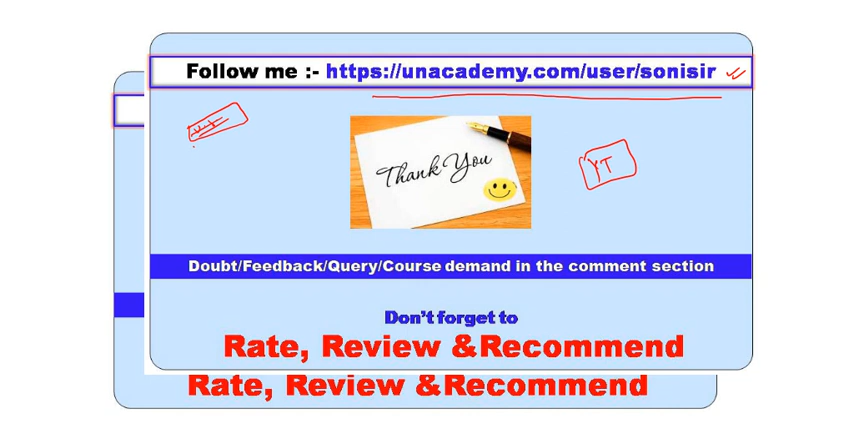 Follow me :- https://unacademy.com/user/sonisir
Thank You
YT
Doubt/Feedback/Query/Course demand in the comment section
Don't forget to
Rate, Review &Recommend
Rate, Review &Recommend